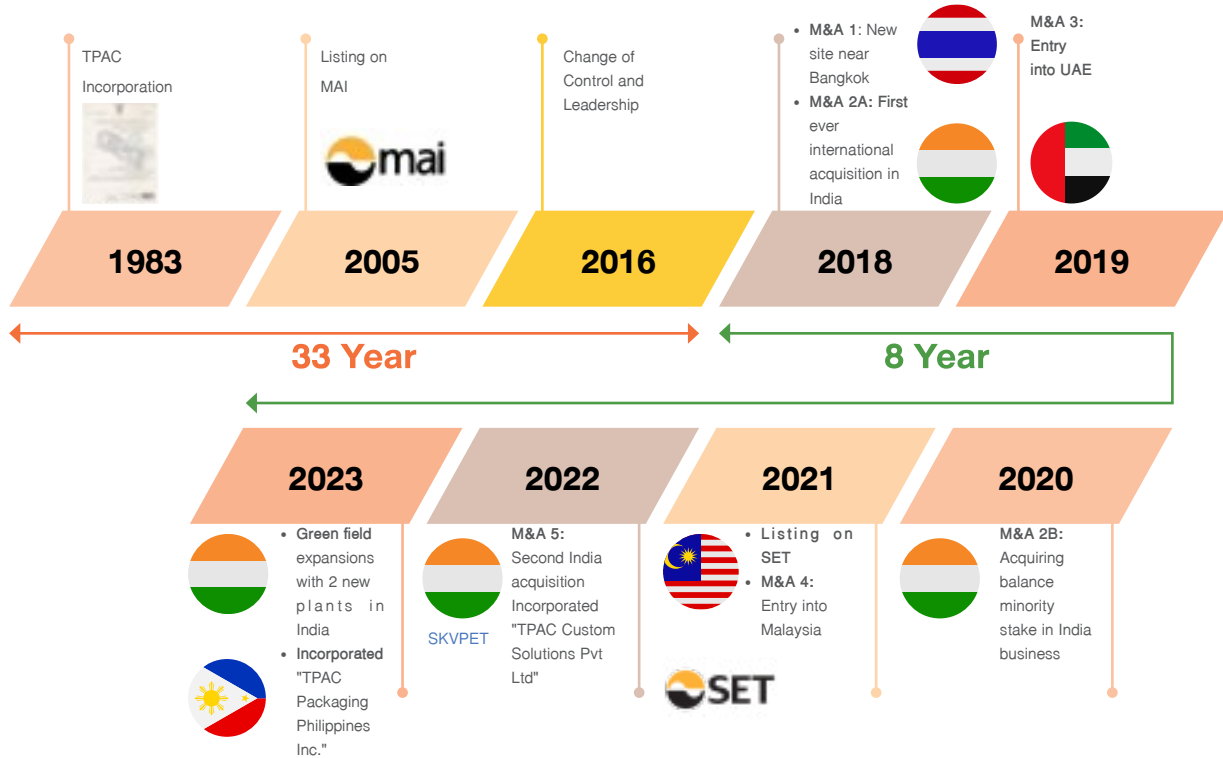 TPAC
Incorporation
Listing on
MAI
mai
Change of
Control and
Leadership
• M&A 1: New
site near
Bangkok
• M&A 2A: First
ever
international
acquisition in
India
M&A 3:
Entry
into UAE
1983
2005
2016
2018
2019
33 Year
8 Year
2023
2022
2021
2020
• Green field
expansions
with 2 new
plants in
India
• Incorporated
"TPAC
Packaging
Philippines
Inc."
M&A 5:
Second India
acquisition
Incorporated
"TPAC Custom
Solutions Pvt
Ltd"
SKVPET
• Listing on
SET
• M&A 4:
Entry into
Malaysia
SET
M&A 2B:
Acquiring
balance
minority
stake in India
business